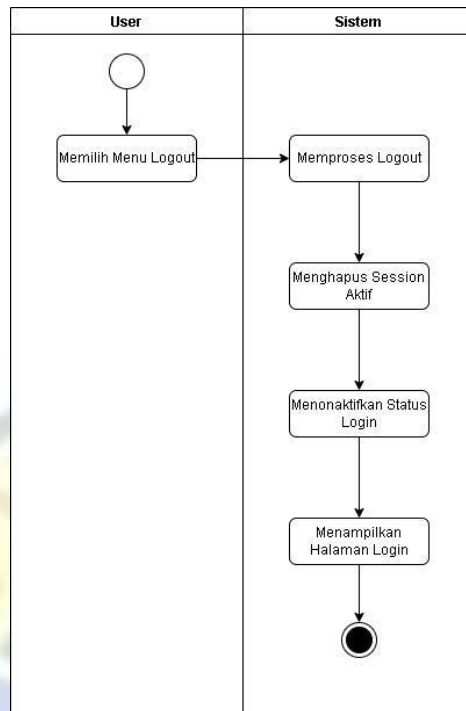 User
Sistem
Memilih Menu Logout
Memproses Logout
Menghapus Session
Aktif
Menonaktifkan Status
Login
Menampilkan
Halaman Login